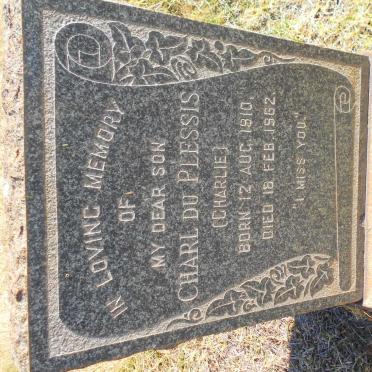 IN LOVING MEMORY
OF
MY DEAR SON
CHARL DU PLESSIS
(CHARLIE)
BORN 12 AUG. 1910.
DIED 18 FEB. 1962.
"I MISS YOU."